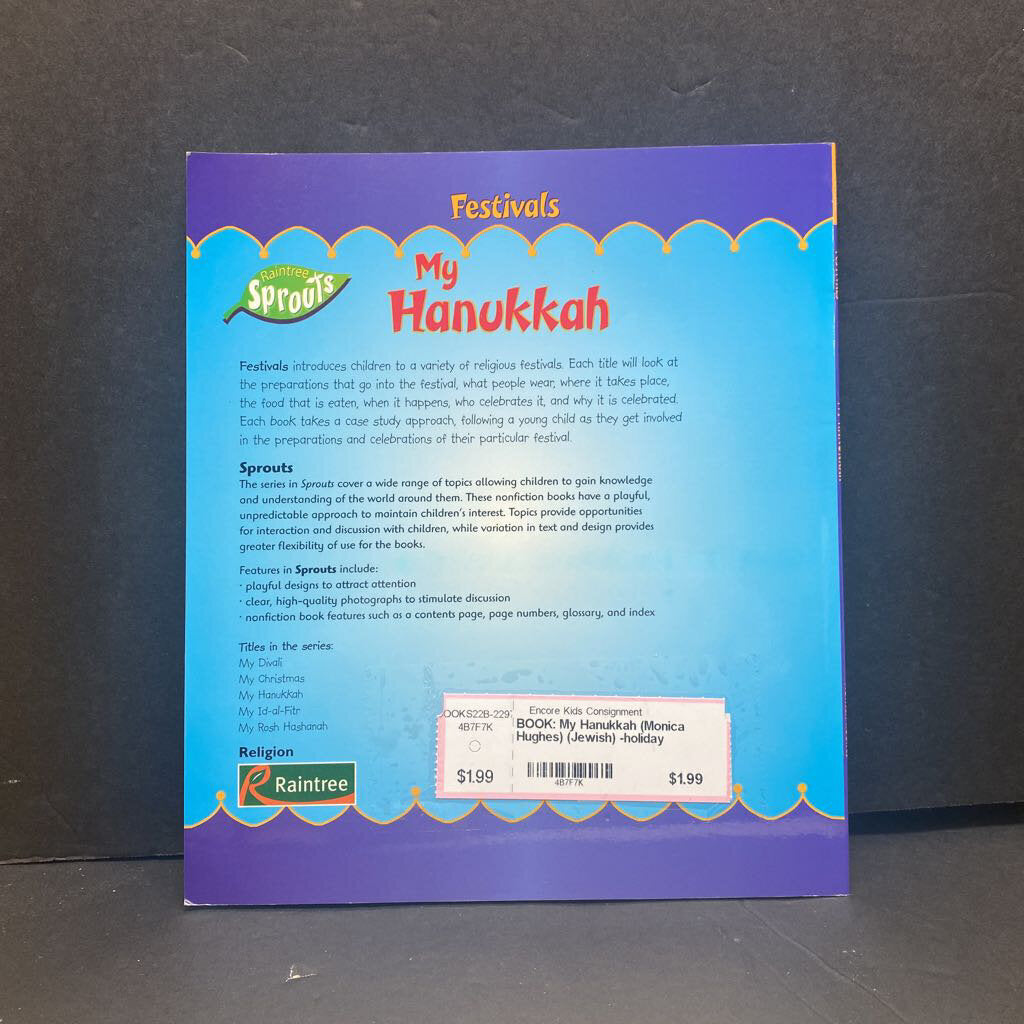 Festivals
Raintree
Sprouts
My
Hanukkah
Festivals introduces children to a variety of religious festivals. Each title will look at
the preparations that go into the festival, what people wear, where it takes place,
the food that is eaten, when it happens, who celebrates it, and why it is celebrated.
Each book takes a case study approach, following a young child as they get involved
in the preparations and celebrations of their particular festival.
Sprouts
The series in Sprouts cover a wide range of topics allowing children to gain knowledge
and understanding of the world around them. These nonfiction books have a playful,
unpredictable approach to maintain children's interest. Topics provide opportunities
for interaction and discussion with children, while variation in text and design provides
greater flexibility of use for the books.
Features in Sprouts include:
· playful designs to attract attention
· clear, high-quality photographs to stimulate discussion
· nonfiction book features such as a contents page, page numbers, glossary, and index
Titles in the series:
My Divali
My Christmas
My Hanukkah
My Id-al-Fitr
My Rosh Hashanah
Religion
Raintree
OOKS22B-229
4B7F7K
$1.99
Encore Kids Consignment
BOOK: My Hanukkah (Monica
Hughes) (Jewish) -holiday
4B7F7K
$1.99